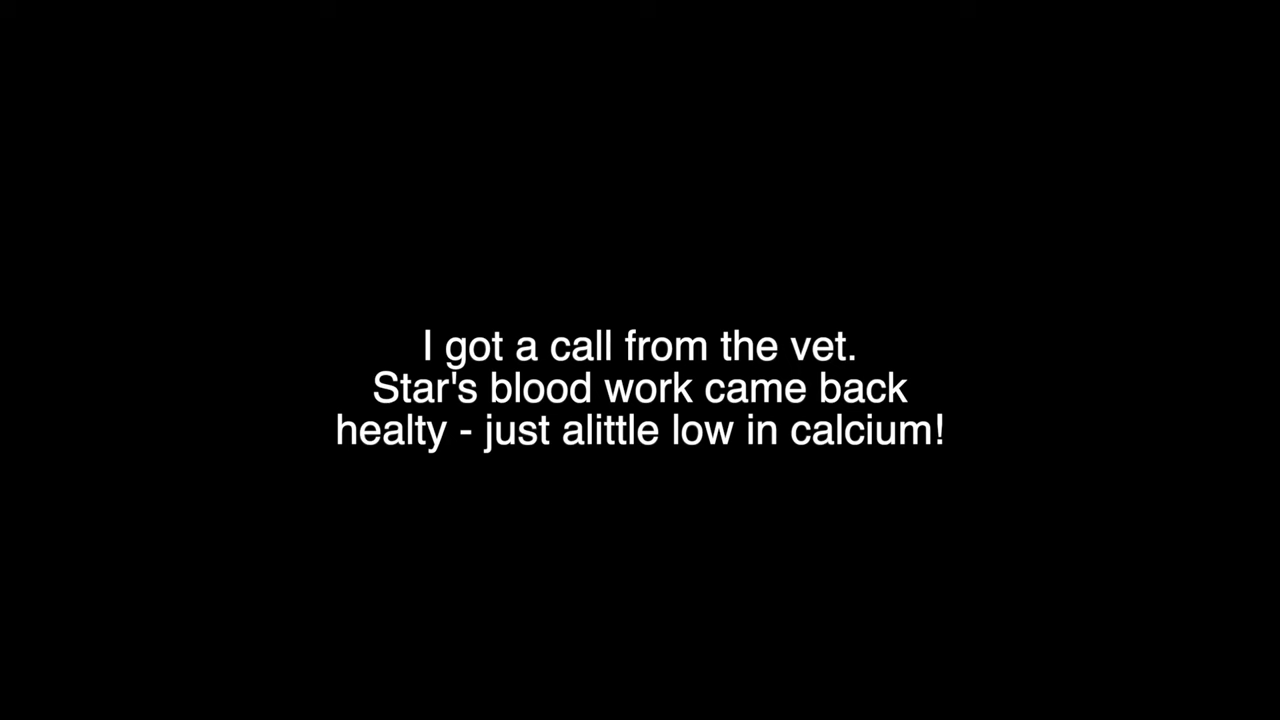 I got a call from the vet.
Star's blood work came back
healty - just alittle low in calcium!